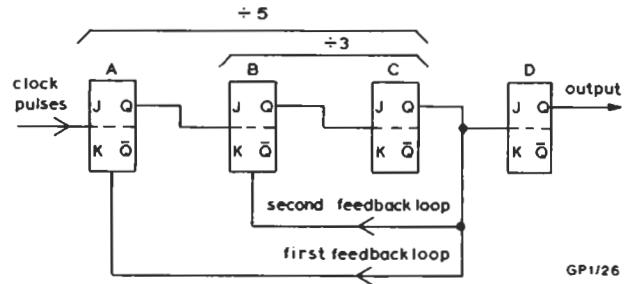 ÷5
÷3
A B C D
clock pulses
output
J Q J Q J Q J Q
K Q̄ K Q̄ K Q̄ K Q̄
second feedback loop
first feedback loop
GP1/26